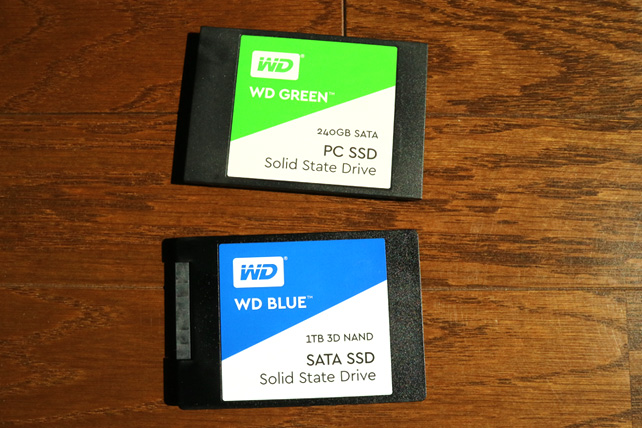 WD®
WD GREEN™
240GB SATA
PC SSD
Solid State Drive
WD®
WD BLUE™
1TB 3D NAND
SATA SSD
Solid State Drive